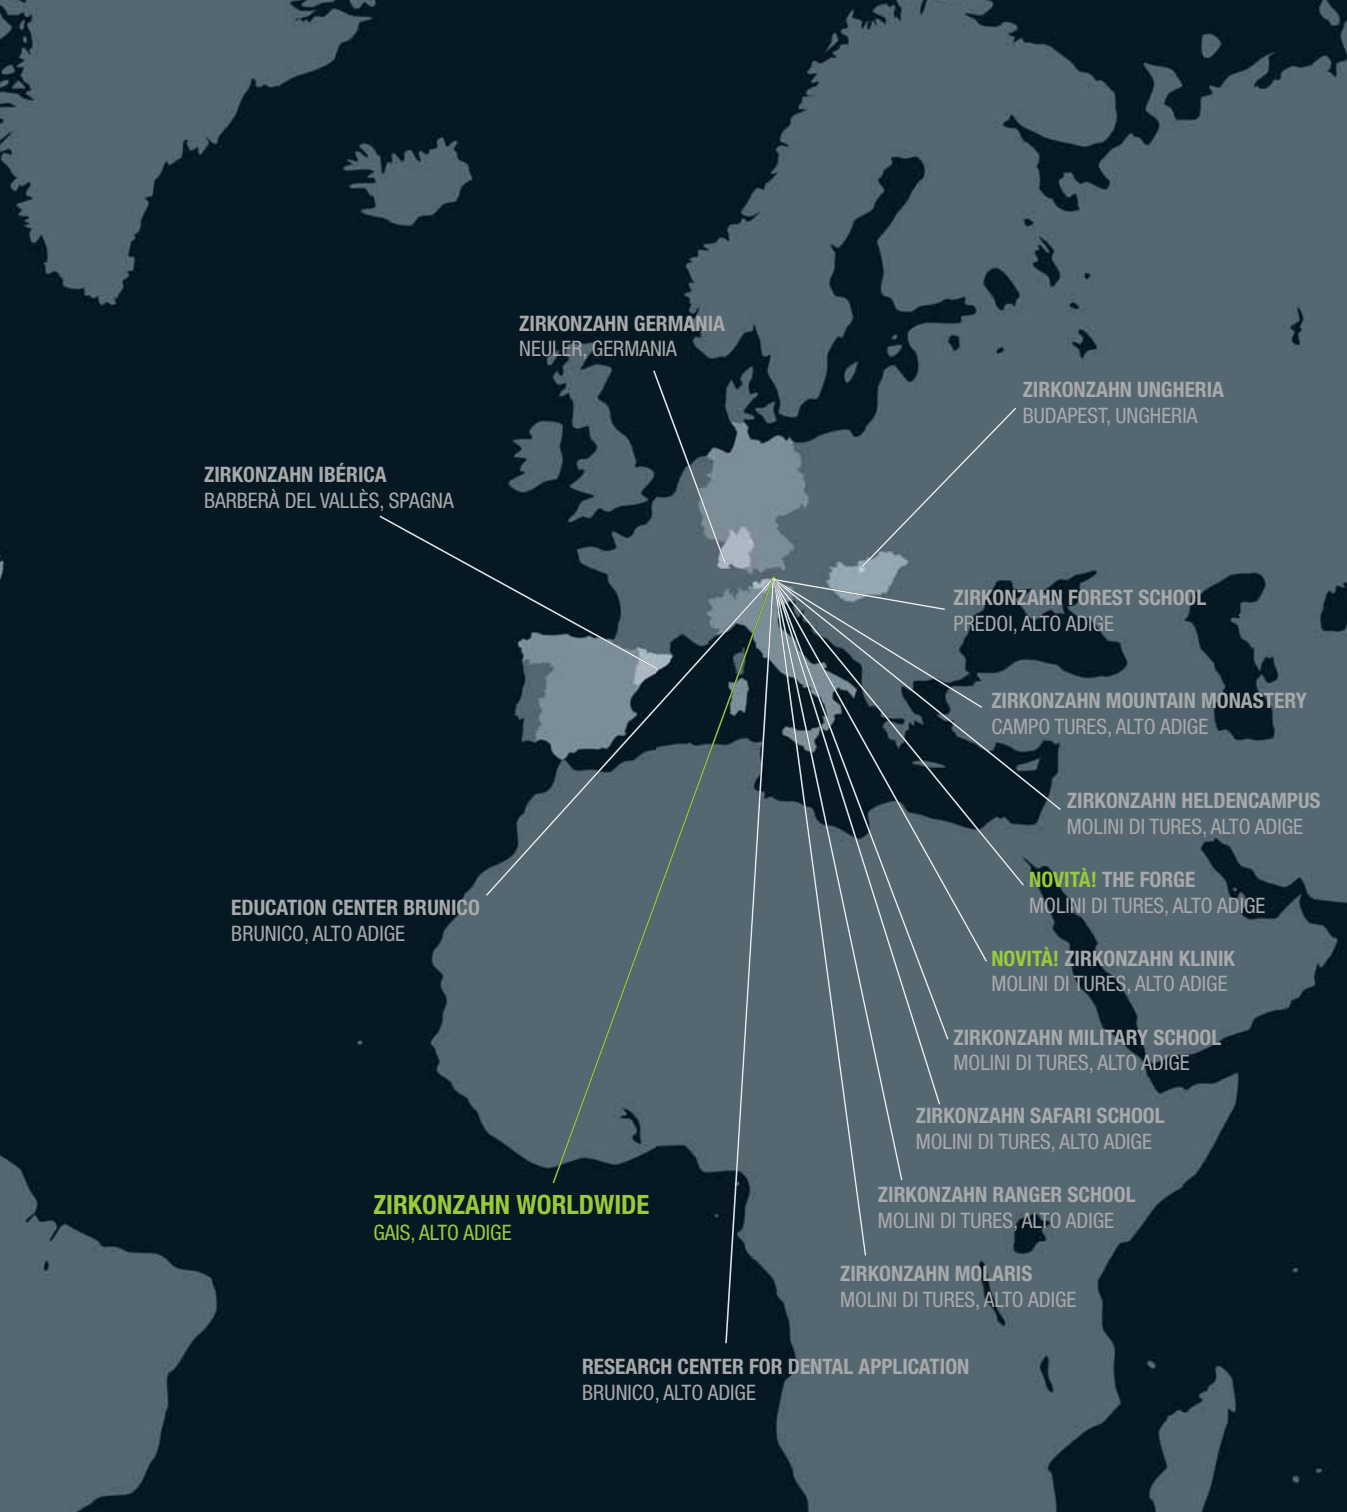 ZIRKONZAHN GERMANIA
NEULER, GERMANIA
ZIRKONZAHN UNGHERIA
BUDAPEST, UNGHERIA
ZIRKONZAHN IBÉRICA
BARBERÀ DEL VALLÈS, SPAGNA
ZIRKONZAHN FOREST SCHOOL
PREDOI, ALTO ADIGE
ZIRKONZAHN MOUNTAIN MONASTERY
CAMPO TURES, ALTO ADIGE
ZIRKONZAHN HELDENCAMPUS
MOLINI DI TURES, ALTO ADIGE
NOVITÀ! THE FORGE
MOLINI DI TURES, ALTO ADIGE
EDUCATION CENTER BRUNICO
BRUNICO, ALTO ADIGE
NOVITÀ! ZIRKONZAHN KLINIK
MOLINI DI TURES, ALTO ADIGE
ZIRKONZAHN MILITARY SCHOOL
MOLINI DI TURES, ALTO ADIGE
ZIRKONZAHN SAFARI SCHOOL
MOLINI DI TURES, ALTO ADIGE
ZIRKONZAHN RANGER SCHOOL
MOLINI DI TURES, ALTO ADIGE
ZIRKONZAHN WORLDWIDE
GAIS, ALTO ADIGE
ZIRKONZAHN MOLARIS
MOLINI DI TURES, ALTO ADIGE
RESEARCH CENTER FOR DENTAL APPLICATION
BRUNICO, ALTO ADIGE